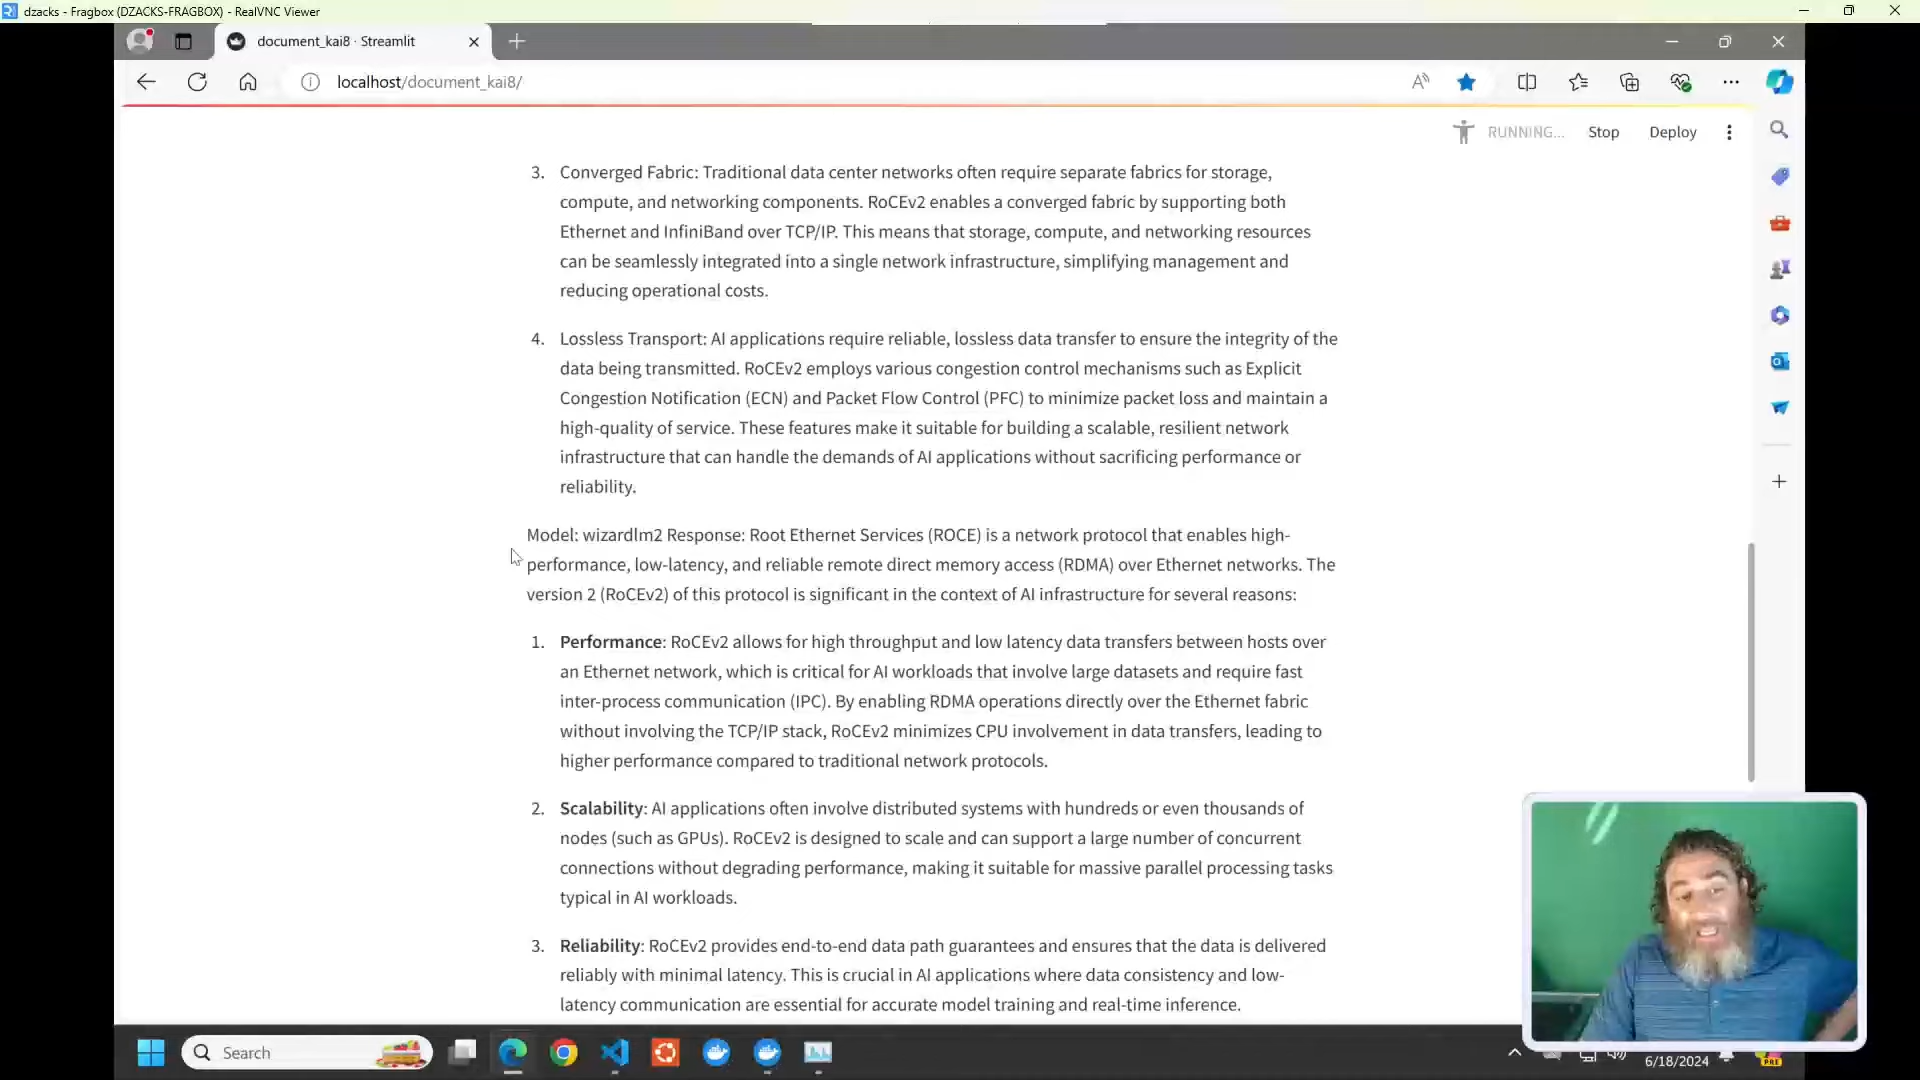 dzacks - Fragbox (DZACKS-FRAGBOX) - RealVNC Viewer
document_kai8 · Streamlit
localhost/document_kai8/
RUNNING...
Stop
Deploy
3. Converged Fabric: Traditional data center networks often require separate fabrics for storage,
compute, and networking components. RoCEv2 enables a converged fabric by supporting both
Ethernet and InfiniBand over TCP/IP. This means that storage, compute, and networking resources
can be seamlessly integrated into a single network infrastructure, simplifying management and
reducing operational costs.
4. Lossless Transport: AI applications require reliable, lossless data transfer to ensure the integrity of the
data being transmitted. RoCEv2 employs various congestion control mechanisms such as Explicit
Congestion Notification (ECN) and Packet Flow Control (PFC) to minimize packet loss and maintain a
high-quality of service. These features make it suitable for building a scalable, resilient network
infrastructure that can handle the demands of AI applications without sacrificing performance or
reliability.
Model: wizardlm2 Response: Root Ethernet Services (ROCE) is a network protocol that enables high-
performance, low-latency, and reliable remote direct memory access (RDMA) over Ethernet networks. The
version 2 (RoCEv2) of this protocol is significant in the context of AI infrastructure for several reasons:
1. Performance: RoCEv2 allows for high throughput and low latency data transfers between hosts over
an Ethernet network, which is critical for AI workloads that involve large datasets and require fast
inter-process communication (IPC). By enabling RDMA operations directly over the Ethernet fabric
without involving the TCP/IP stack, RoCEv2 minimizes CPU involvement in data transfers, leading to
higher performance compared to traditional network protocols.
2. Scalability: AI applications often involve distributed systems with hundreds or even thousands of
nodes (such as GPUs). RoCEv2 is designed to scale and can support a large number of concurrent
connections without degrading performance, making it suitable for massive parallel processing tasks
typical in AI workloads.
3. Reliability: RoCEv2 provides end-to-end data path guarantees and ensures that the data is delivered
reliably with minimal latency. This is crucial in AI applications where data consistency and low-
latency communication are essential for accurate model training and real-time inference.
Search
6/18/2024